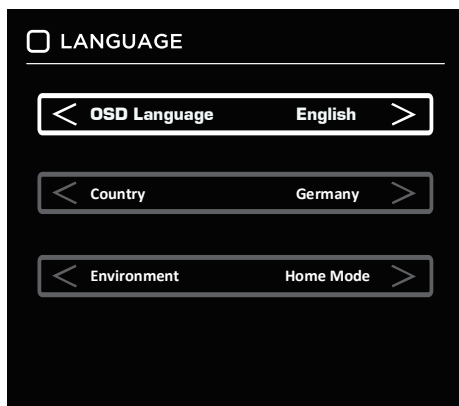 LANGUAGE
< OSD Language English >
< Country Germany >
< Environment Home Mode >